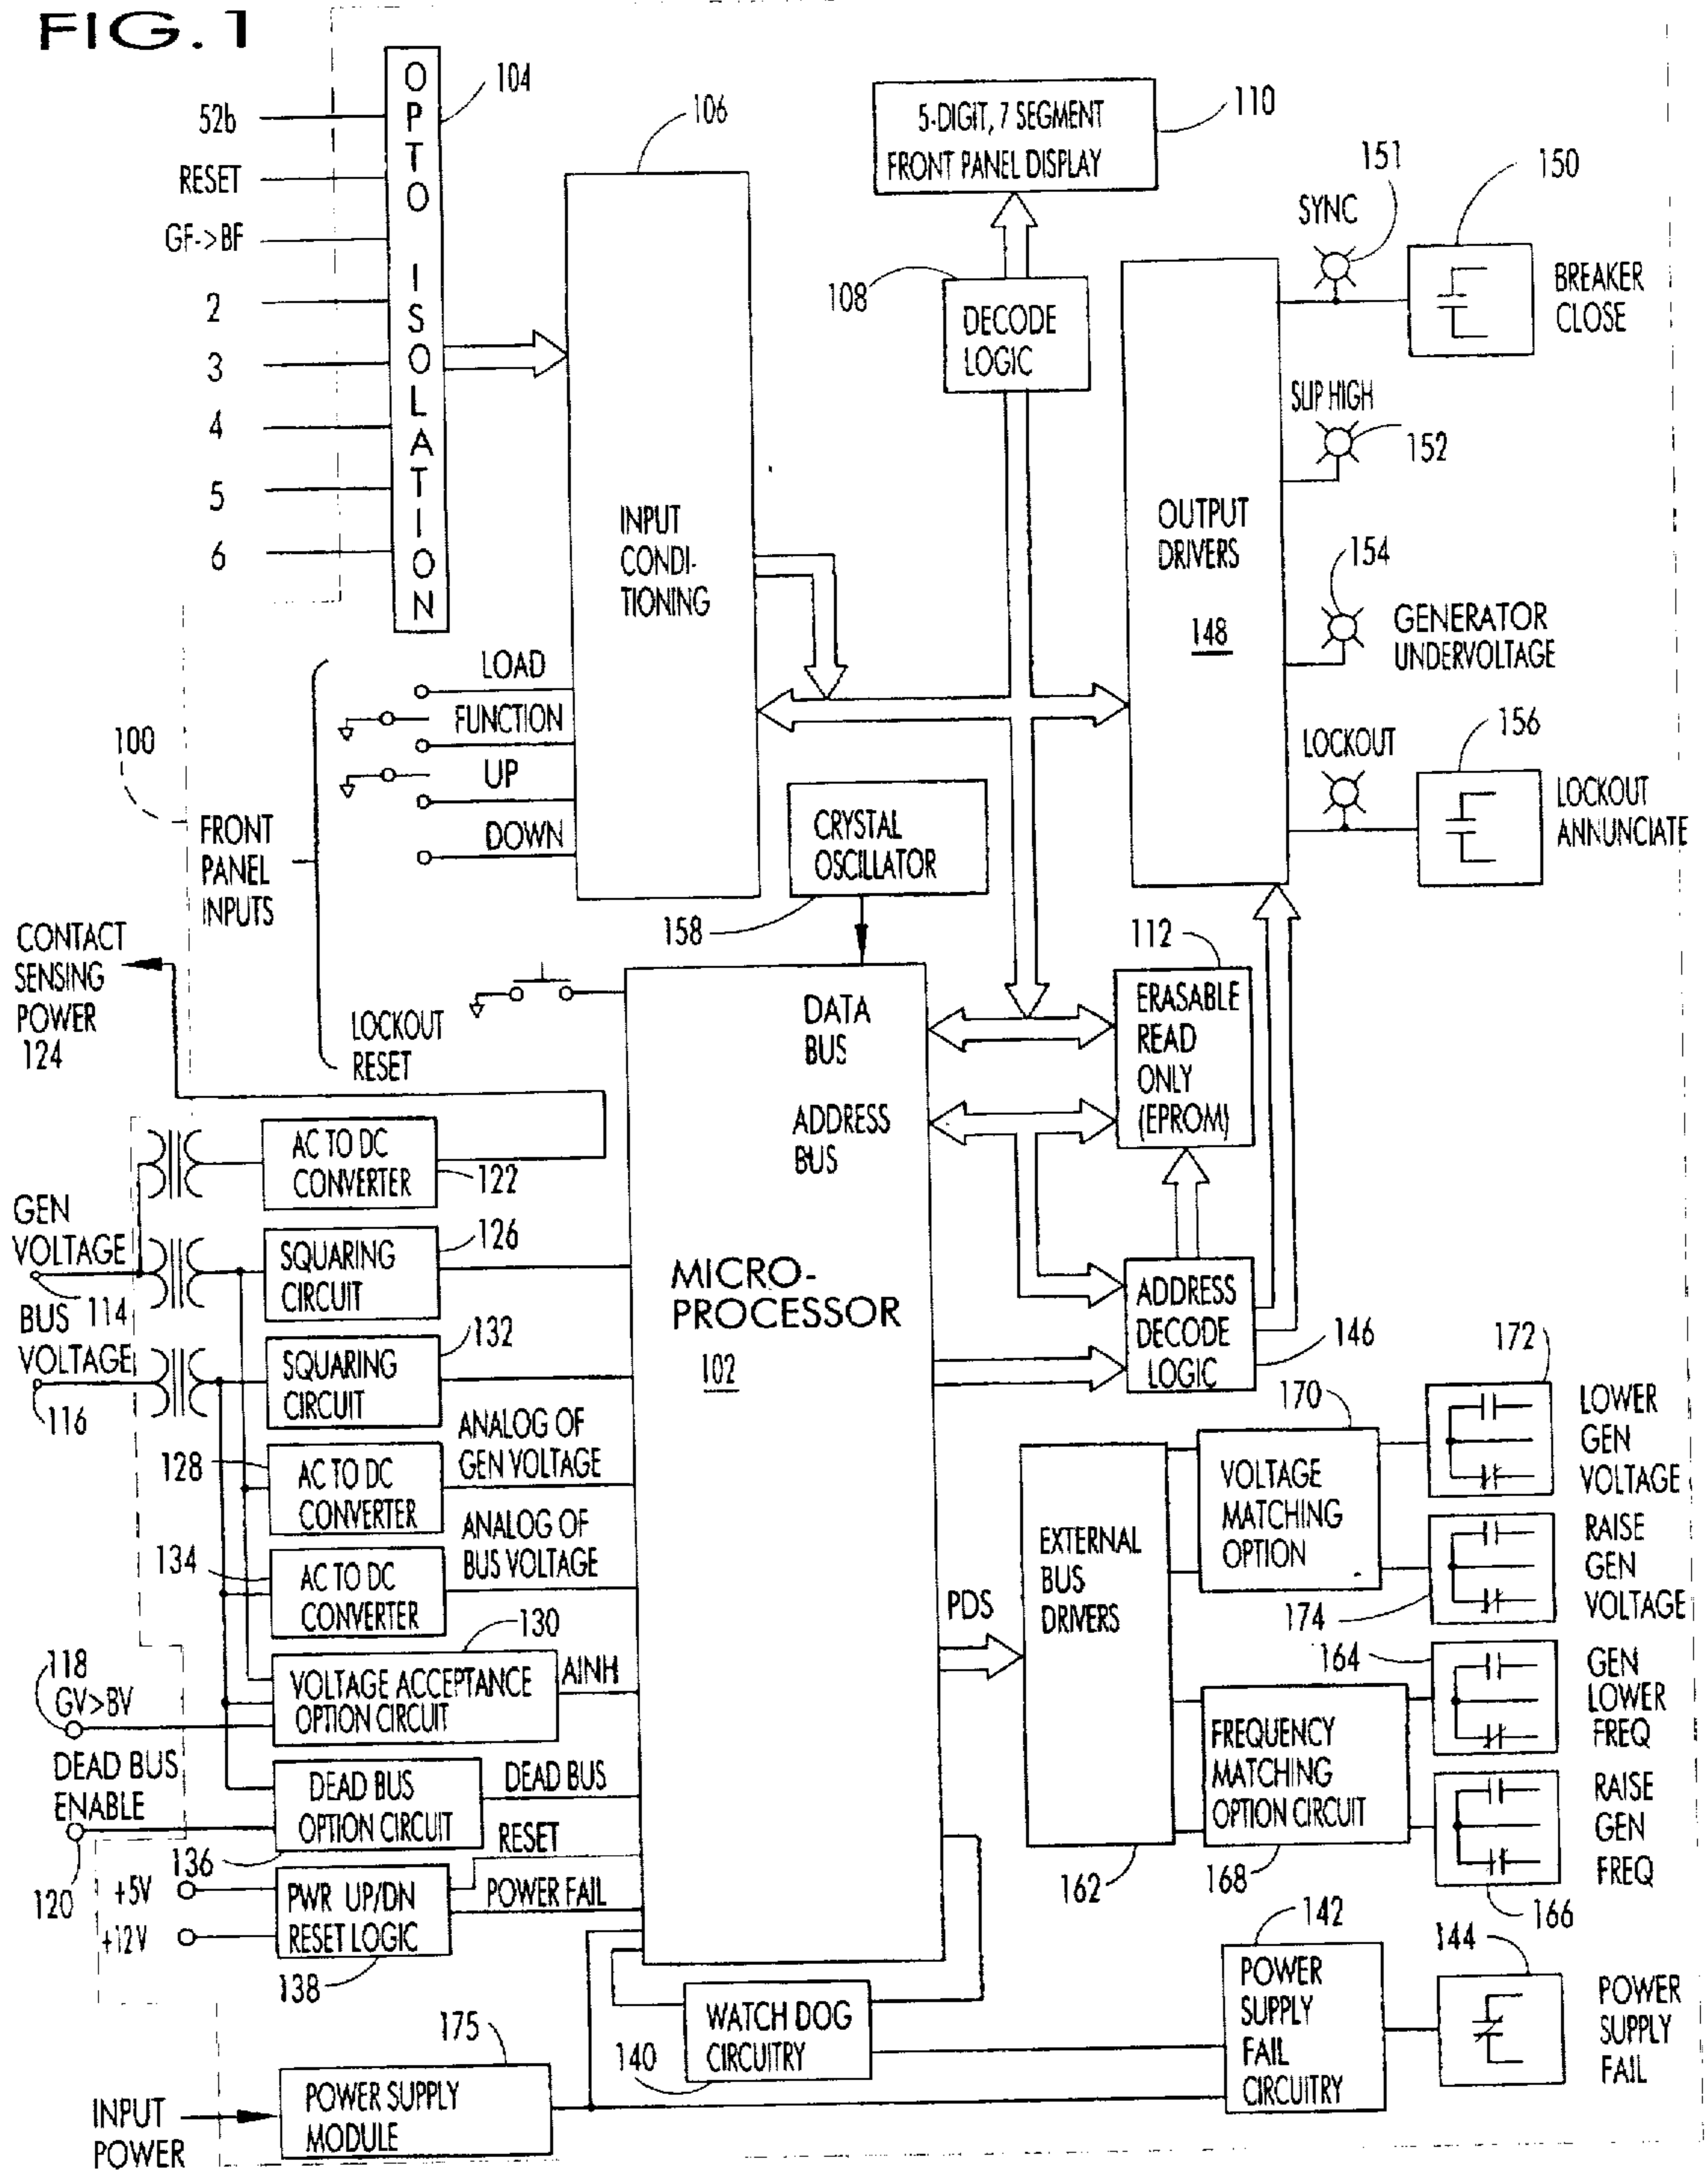 FIG. 1
52b
RESET
GF->BF
2
3
4
5
6
OPTO ISOLATION
104
106
INPUT
CONDI-
TIONING
5-DIGIT, 7 SEGMENT
FRONT PANEL DISPLAY
110
108
DECODE
LOGIC
OUTPUT
DRIVERS
148
SYNC
151
150
BREAKER
CLOSE
SLIP HIGH
152
154
GENERATOR
UNDERVOLTAGE
LOCKOUT
156
LOCKOUT
ANNUNCIATE
100
FRONT
PANEL
INPUTS
LOAD
FUNCTION
UP
DOWN
LOCKOUT
RESET
CRYSTAL
OSCILLATOR
158
CONTACT
SENSING
POWER
124
DATA
BUS
ADDRESS
BUS
MICRO-
PROCESSOR
102
112
ERASABLE
READ
ONLY
(EPROM)
ADDRESS
DECODE
LOGIC
146
GEN
VOLTAGE
114
BUS
VOLTAGE
116
AC TO DC
CONVERTER
122
SQUARING
CIRCUIT
126
SQUARING
CIRCUIT
132
128
AC TO DC
CONVERTER
ANALOG OF
GEN VOLTAGE
134
AC TO DC
CONVERTER
ANALOG OF
BUS VOLTAGE
118
GV>BV
130
VOLTAGE ACCEPTANCE
OPTION CIRCUIT
AINH
DEAD BUS
ENABLE
120
DEAD BUS
OPTION CIRCUIT
136
DEAD BUS
+5V
+12V
PWR UP/DN
RESET LOGIC
138
RESET
POWER FAIL
PDS
EXTERNAL
BUS
DRIVERS
162
170
VOLTAGE
MATCHING
OPTION
172
LOWER
GEN
VOLTAGE
174
RAISE
GEN
VOLTAGE
FREQUENCY
MATCHING
OPTION CIRCUIT
168
164
GEN
LOWER
FREQ
166
RAISE
GEN
FREQ
WATCH DOG
CIRCUITRY
140
142
POWER
SUPPLY
FAIL
CIRCUITRY
144
POWER
SUPPLY
FAIL
INPUT
POWER
175
POWER SUPPLY
MODULE